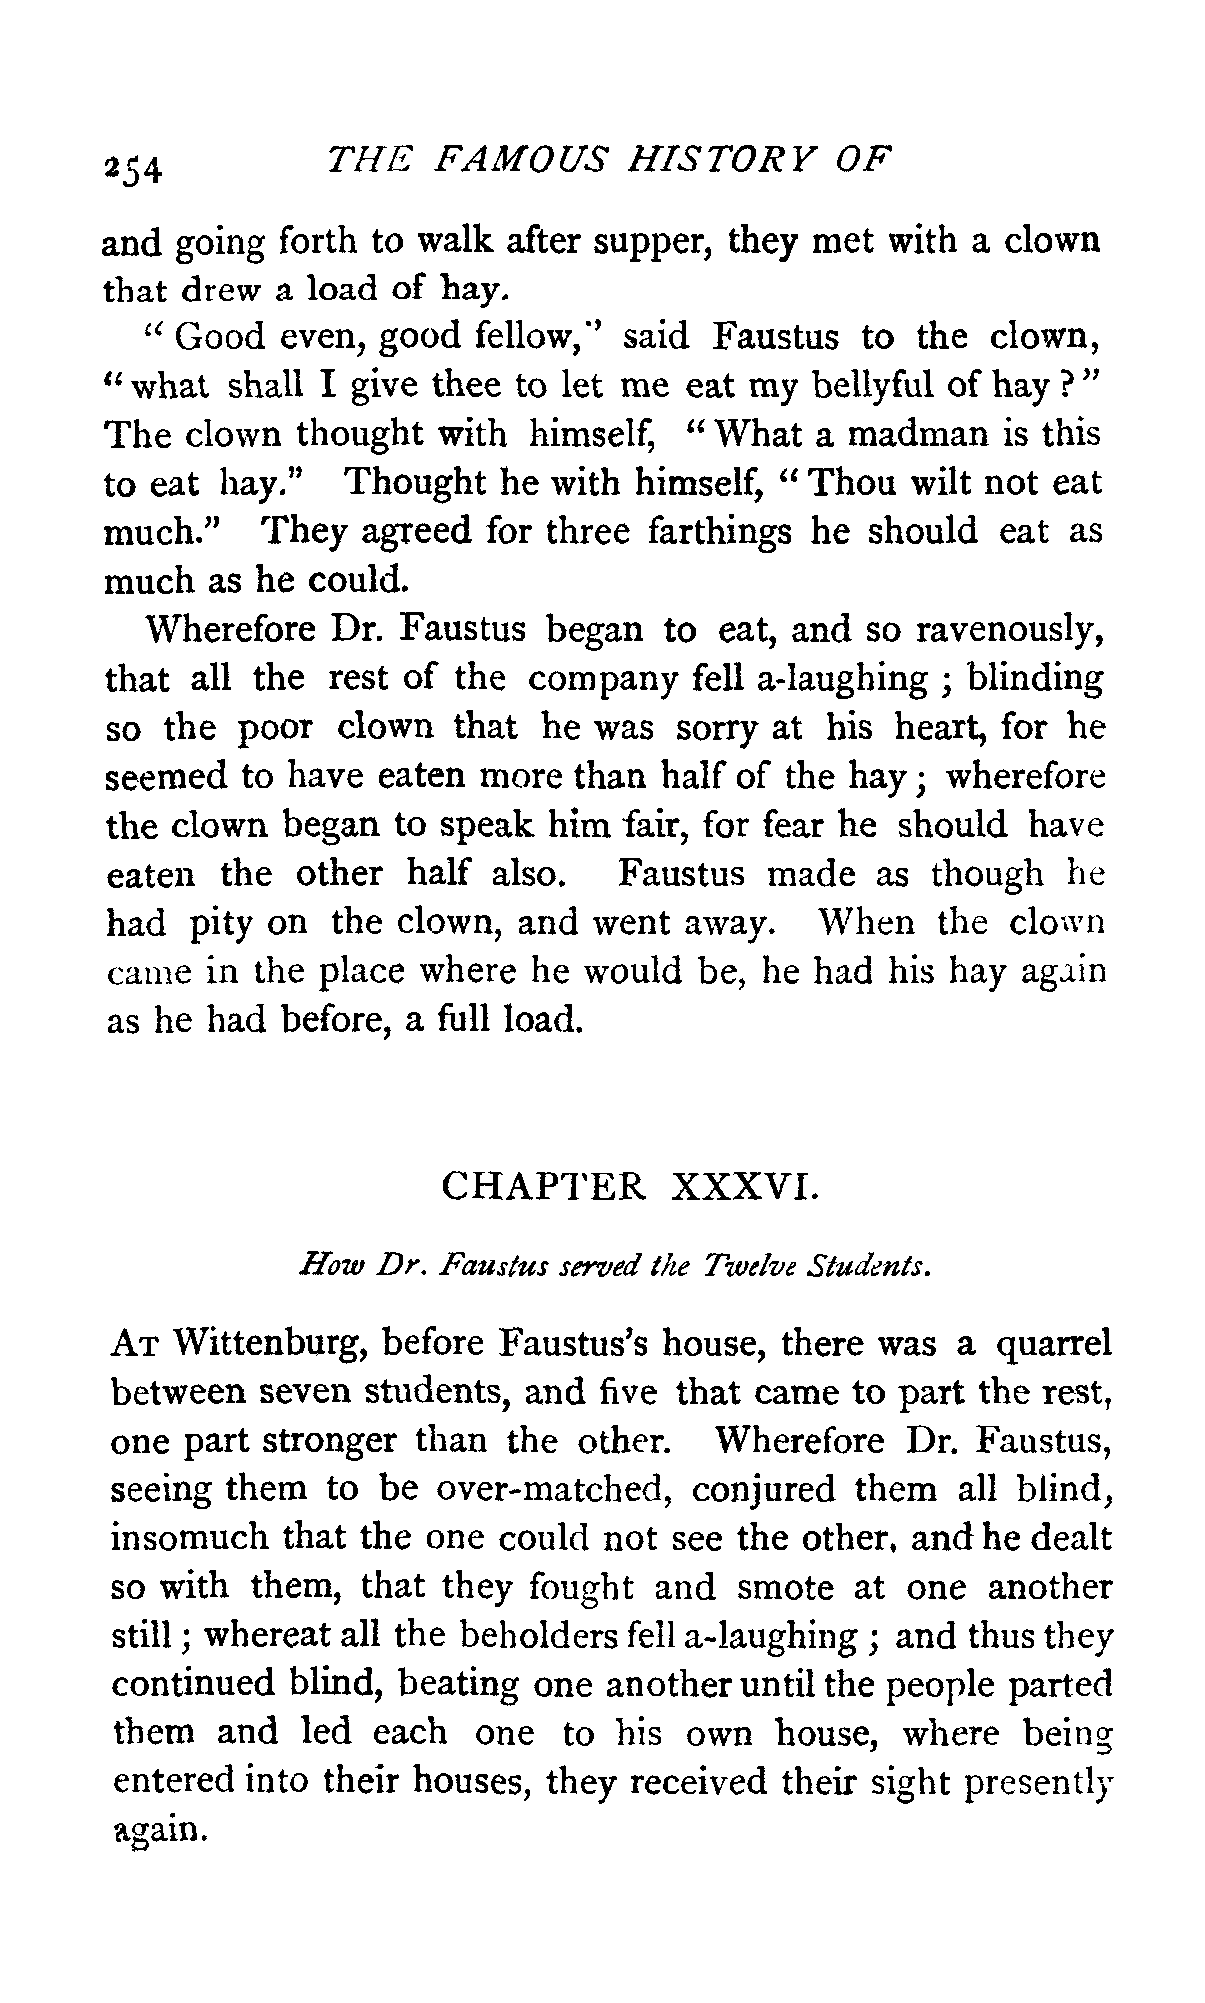 254 THE FAMOUS HISTORY OF
and going forth to walk after supper, they met with a clown
that drew a load of hay.
“ Good even, good fellow,” said Faustus to the clown,
“ what shall I give thee to let me eat my bellyful of hay ? ”
The clown thought with himself, “ What a madman is this
to eat hay.” Thought he with himself, “ Thou wilt not eat
much.” They agreed for three farthings he should eat as
much as he could.
Wherefore Dr. Faustus began to eat, and so ravenously,
that all the rest of the company fell a-laughing ; blinding
so the poor clown that he was sorry at his heart, for he
seemed to have eaten more than half of the hay ; wherefore
the clown began to speak him fair, for fear he should have
eaten the other half also. Faustus made as though he
had pity on the clown, and went away. When the clown
came in the place where he would be, he had his hay again
as he had before, a full load.
CHAPTER XXXVI.
How Dr. Faustus served the Twelve Students.
AT Wittenburg, before Faustus's house, there was a quarrel
between seven students, and five that came to part the rest,
one part stronger than the other. Wherefore Dr. Faustus,
seeing them to be over-matched, conjured them all blind,
insomuch that the one could not see the other, and he dealt
so with them, that they fought and smote at one another
still ; whereat all the beholders fell a-laughing ; and thus they
continued blind, beating one another until the people parted
them and led each one to his own house, where being
entered into their houses, they received their sight presently
again.